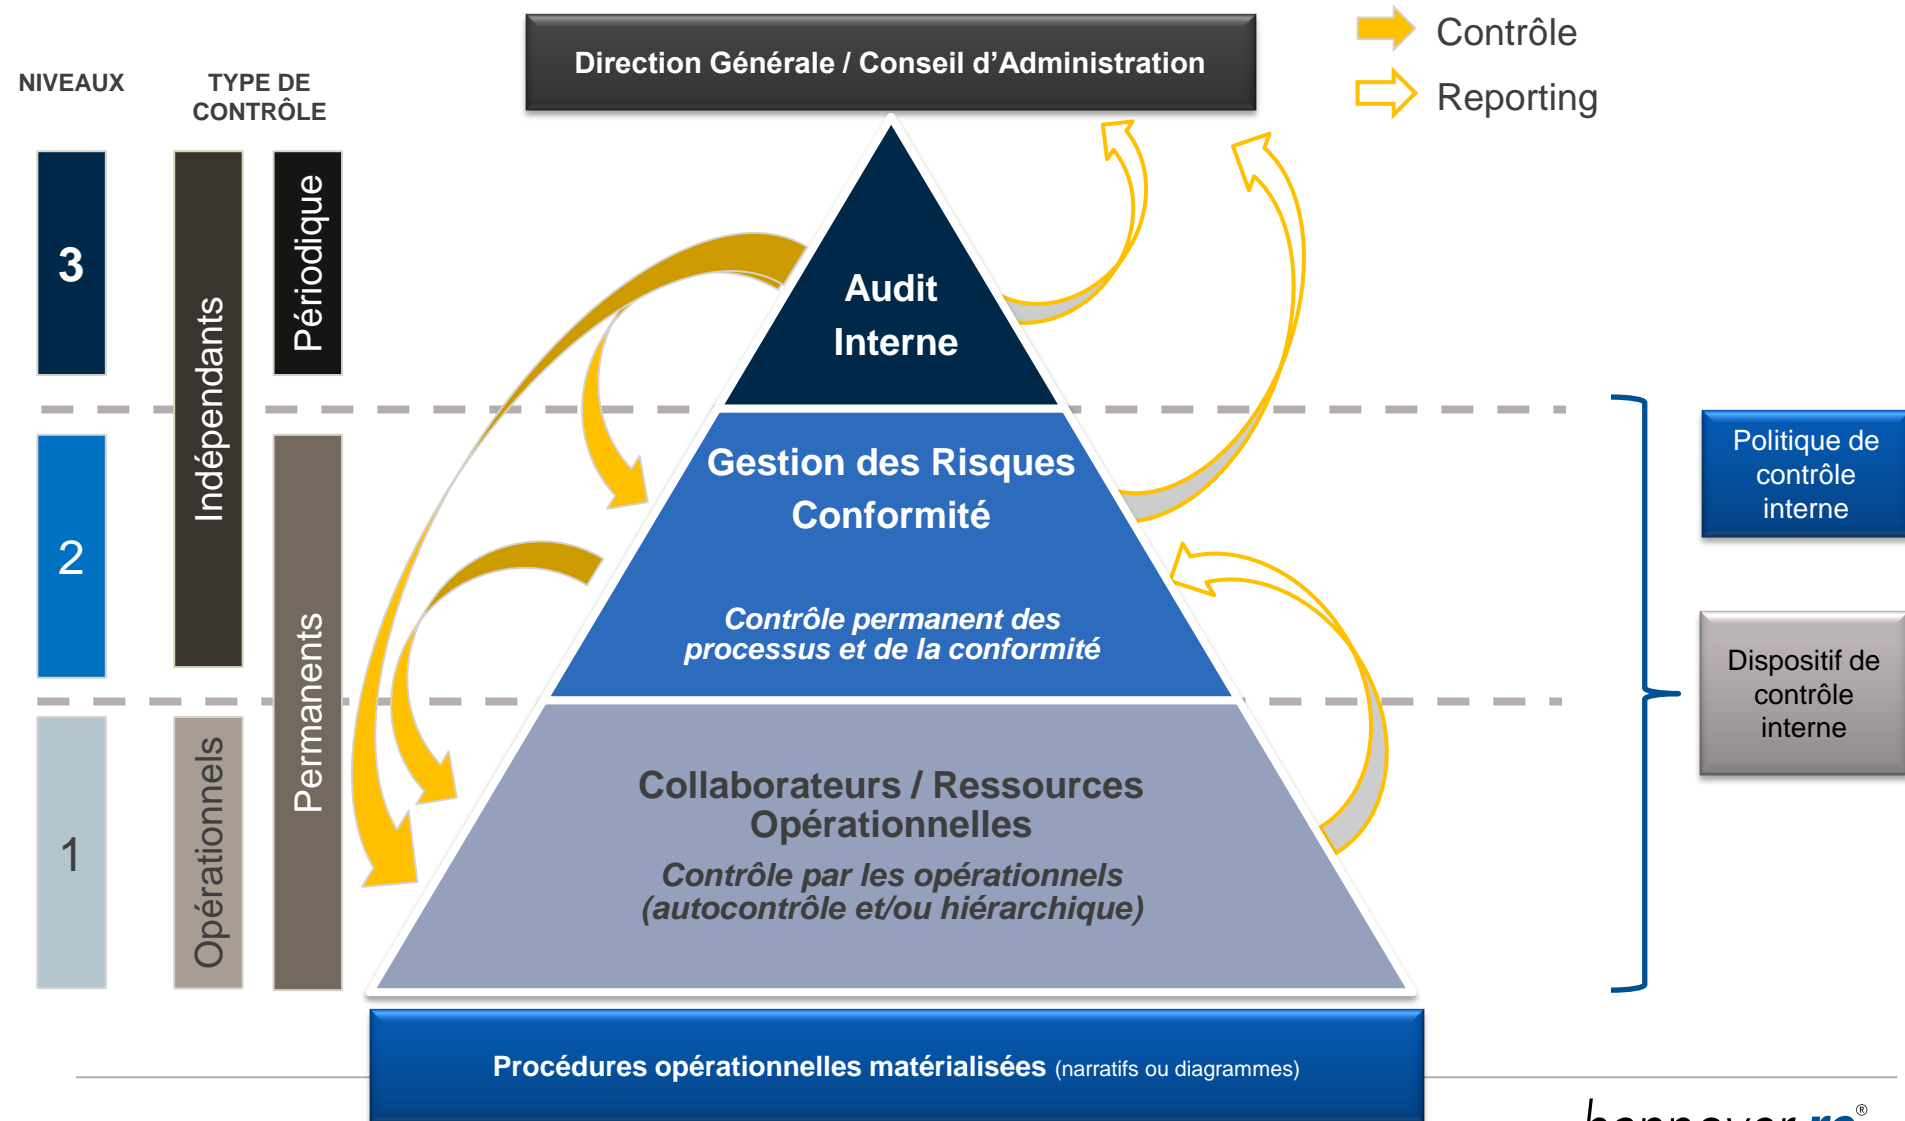 Direction Générale / Conseil d'Administration
Contrôle
Reporting
NIVEAUX
TYPE DE
CONTRÔLE
3
2
1
Indépendants
Opérationnels
Périodique
Permanents
Audit
Interne
Gestion des Risques
Conformité
Contrôle permanent des
processus et de la conformité
Collaborateurs / Ressources
Opérationnelles
Contrôle par les opérationnels
(autocontrôle et/ou hiérarchique)
Politique de
contrôle
interne
Dispositif de
contrôle
interne
Procédures opérationnelles matérialisées (narratifs ou diagrammes)
hannover re®